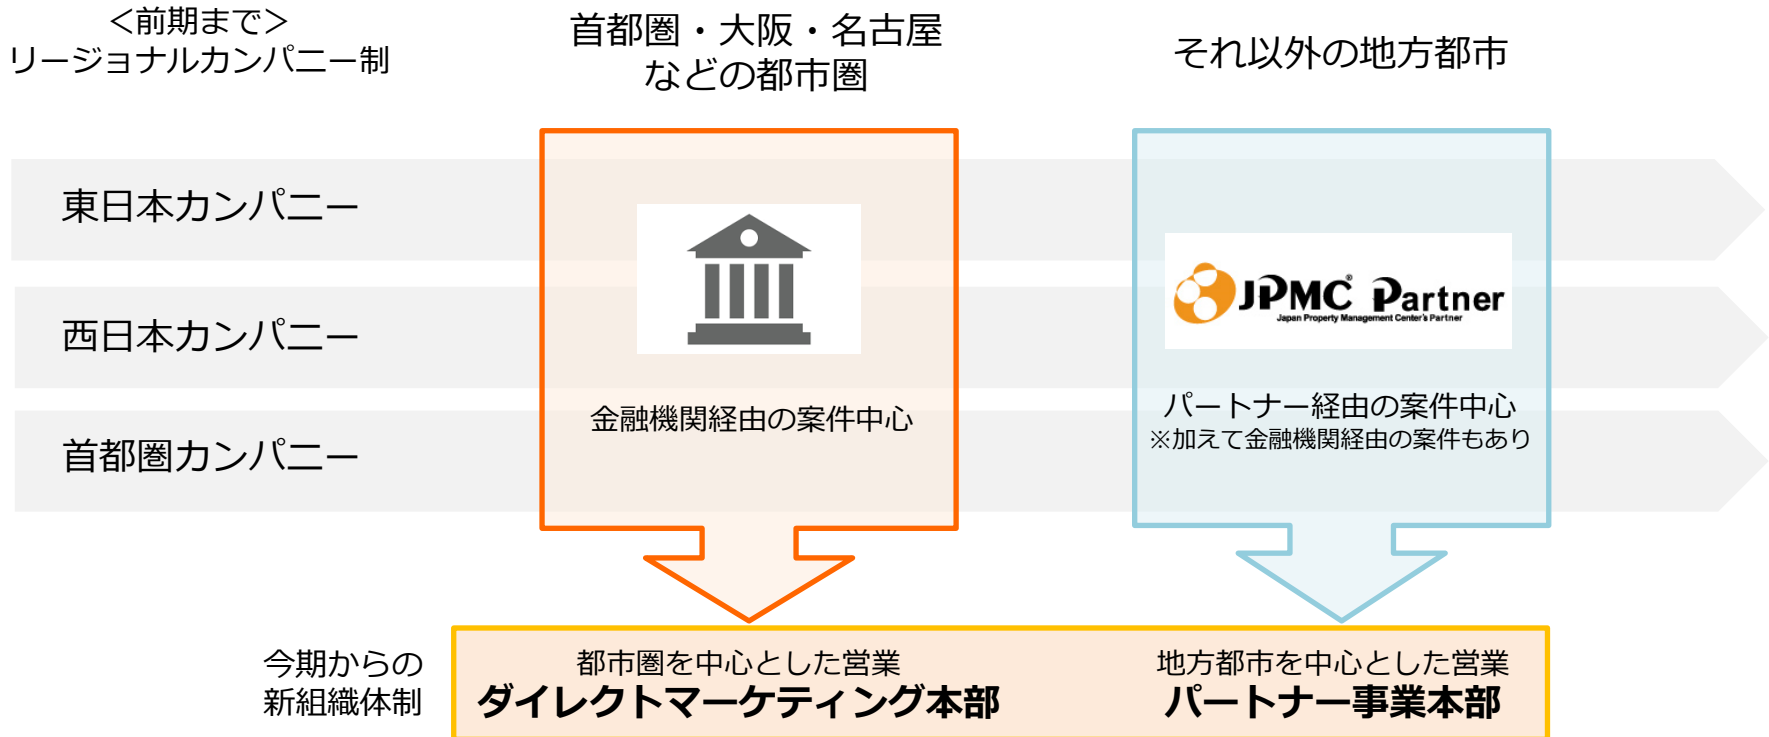 <前期まで>
リージョナルカンパニー制
首都圏・大阪・名古屋
などの都市圏
それ以外の地方都市
東日本カンパニー
西日本カンパニー
首都圏カンパニー
金融機関経由の案件中心
JPMC® Partner
Japan Property Management Center's Partner
パートナー経由の案件中心
※加えて金融機関経由の案件もあり
今期からの
新組織体制
都市圏を中心とした営業
ダイレクトマーケティング本部
地方都市を中心とした営業
パートナー事業本部